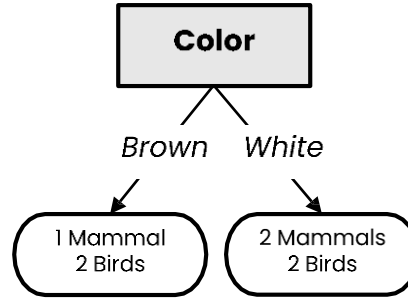 Color
Brown
White
1 Mammal
2 Birds
2 Mammals
2 Birds